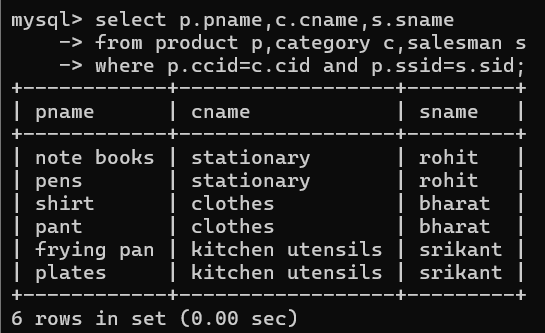 mysql> select p.pname,c.cname,s.sname
    -> from product p,category c,salesman s
    -> where p.ccid=c.cid and p.ssid=s.sid;
+------------+------------------+---------+
| pname      | cname            | sname   |
+------------+------------------+---------+
| note books | stationary       | rohit   |
| pens       | stationary       | rohit   |
| shirt      | clothes          | bharat  |
| pant       | clothes          | bharat  |
| frying pan | kitchen utensils | srikant |
| plates     | kitchen utensils | srikant |
+------------+------------------+---------+
6 rows in set (0.00 sec)